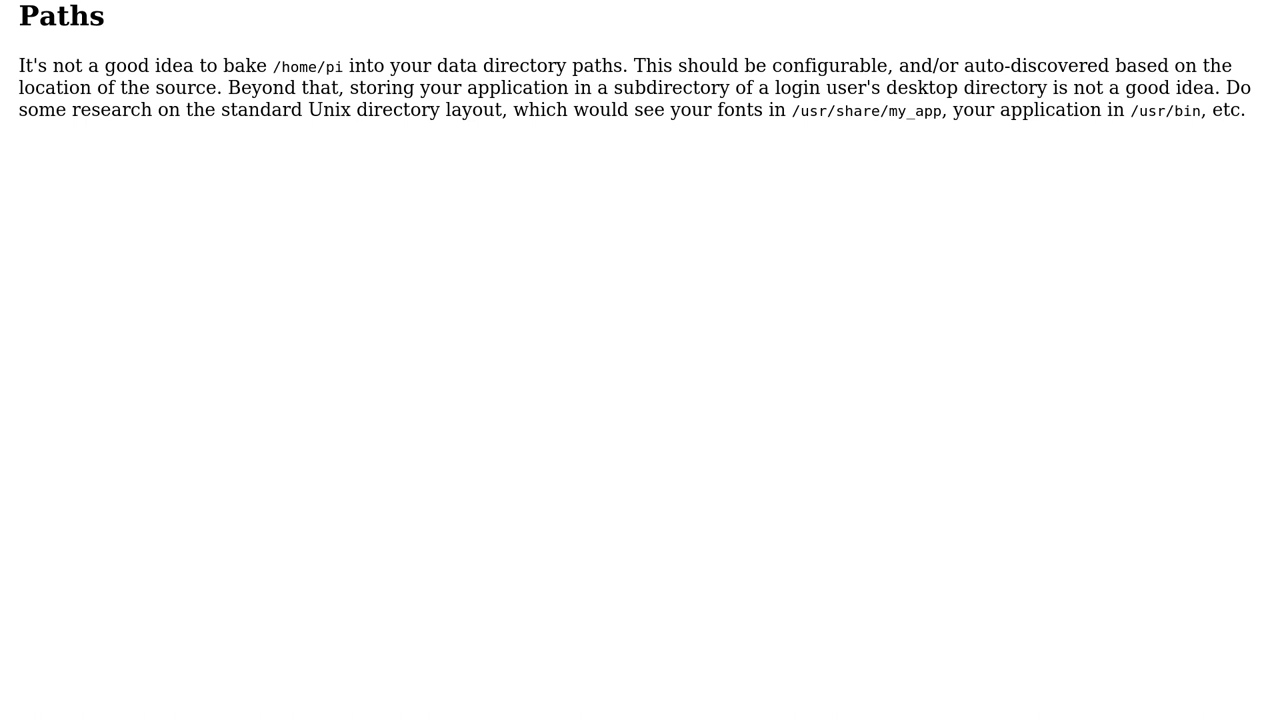 Paths
It's not a good idea to bake /home/pi into your data directory paths. This should be configurable, and/or auto-discovered based on the
location of the source. Beyond that, storing your application in a subdirectory of a login user's desktop directory is not a good idea. Do
some research on the standard Unix directory layout, which would see your fonts in /usr/share/my_app, your application in /usr/bin, etc.